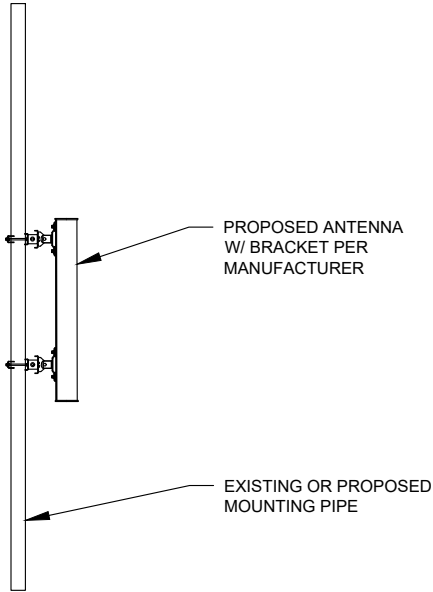 PROPOSED ANTENNA
W/ BRACKET PER
MANUFACTURER
EXISTING OR PROPOSED
MOUNTING PIPE